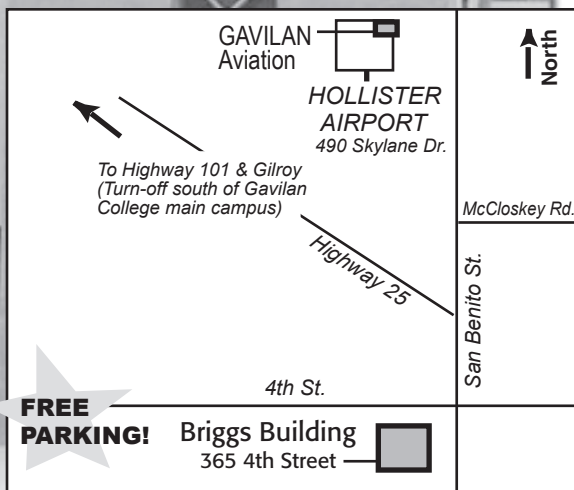 GAVILAN
Aviation
North
HOLLISTER
AIRPORT
490 Skylane Dr.
To Highway 101 & Gilroy
(Turn-off south of Gavilan
College main campus)
McCloskey Rd.
Highway 25
San Benito St.
4th St.
FREE
PARKING!
Briggs Building
365 4th Street